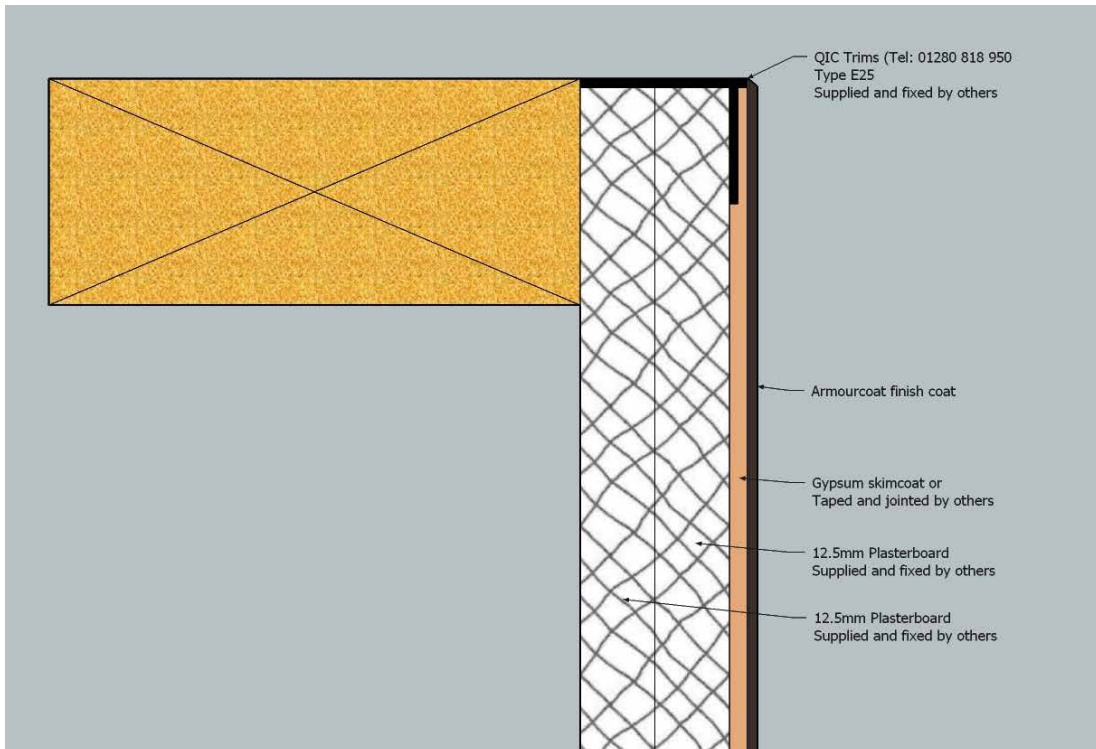 QIC Trims (Tel: 01280 818 950
Type E25
Supplied and fixed by others
Armourcoat finish coat
Gypsum skimcoat or
Taped and jointed by others
12.5mm Plasterboard
Supplied and fixed by others
12.5mm Plasterboard
Supplied and fixed by others